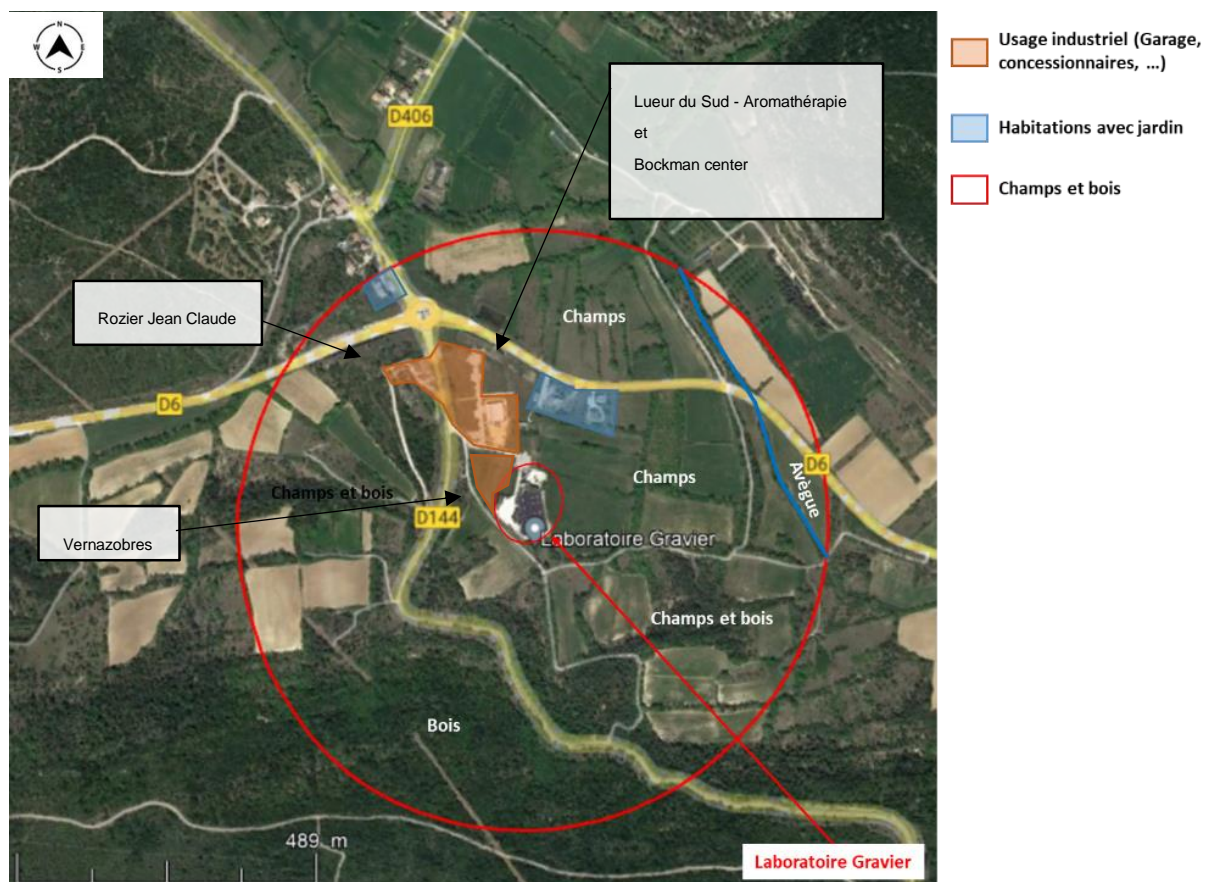 N
W E
S
Usage industriel (Garage,
concessionnaires, ...)
Habitations avec jardin
Champs et bois
D406
Lueur du Sud - Aromathérapie
et
Bockman center
Rozier Jean Claude
Champs
D6
Champs
D6
Avègue
Champs et bois
D144
Vernazobres
Laboratoire Gravier
Champs et bois
Bois
489 m
Laboratoire Gravier